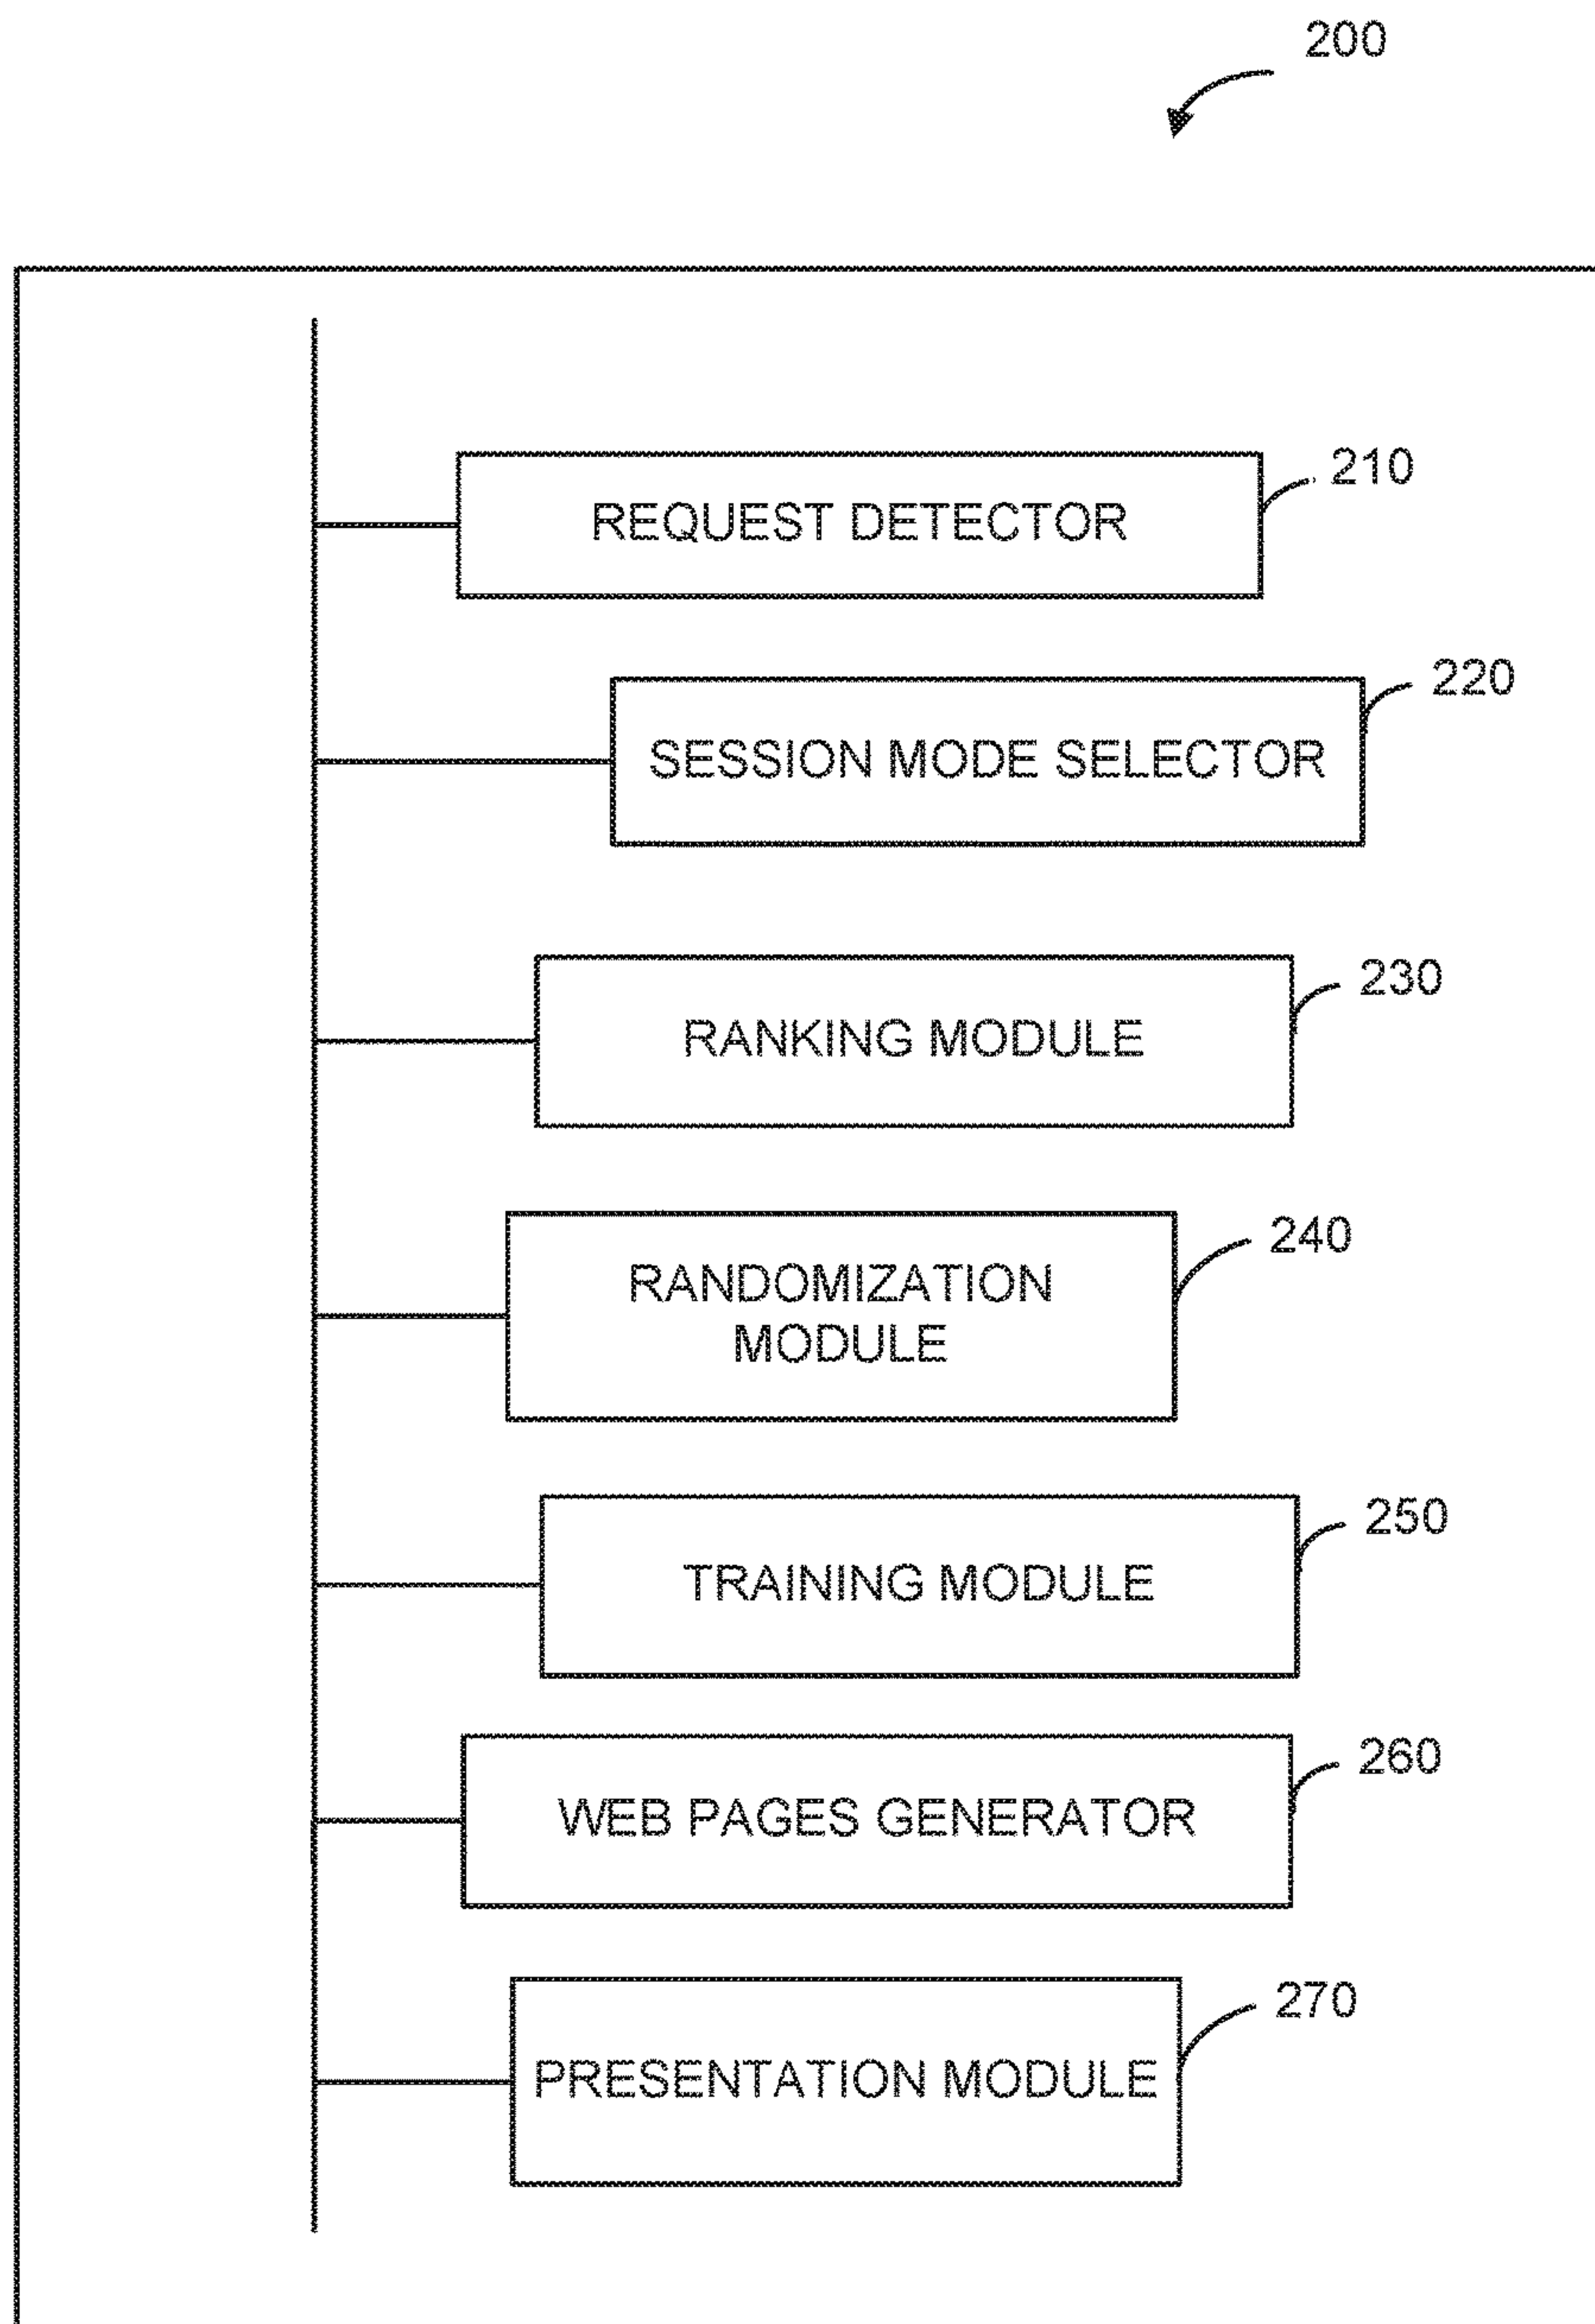 200
210
REQUEST DETECTOR
220
SESSION MODE SELECTOR
230
RANKING MODULE
240
RANDOMIZATION
MODULE
250
TRAINING MODULE
260
WEB PAGES GENERATOR
270
PRESENTATION MODULE